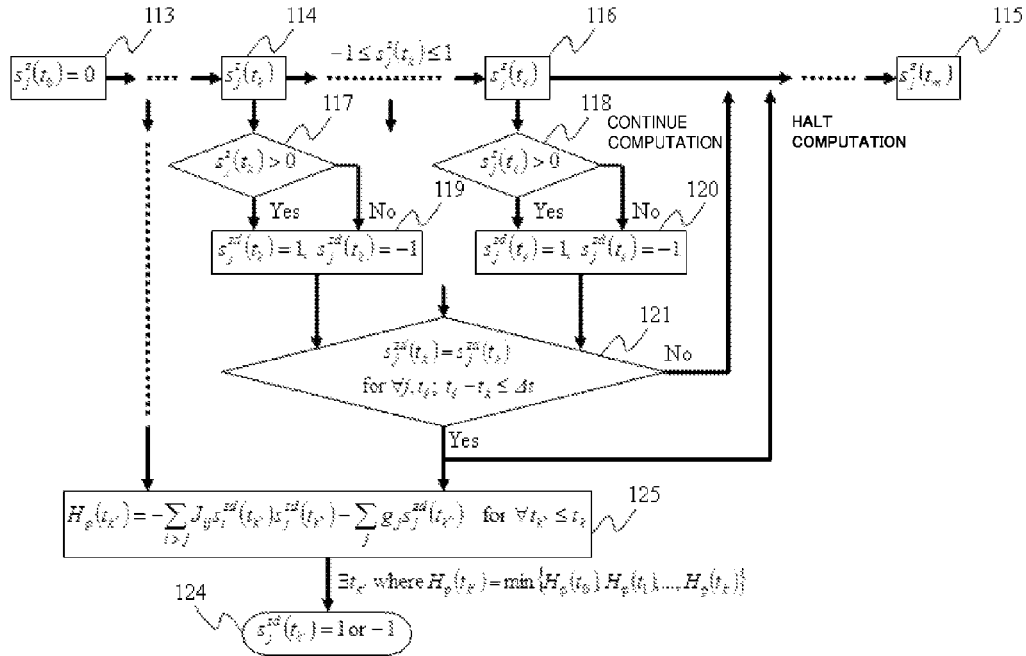 113
114
116
115
s_j^z(t_0) = 0
s_j^z(t_k)
-1 ≤ s_j^z(t_k) ≤ 1
s_j^z(t_ℓ)
s_j^z(t_m)
117
118
CONTINUE
COMPUTATION
HALT
COMPUTATION
s_j^z(t_k) > 0
s_j^z(t_ℓ) > 0
Yes
No
119
Yes
No
120
s_j^{zd}(t_k) = 1, s_j^{zd}(t_k) = -1
s_j^{zd}(t_ℓ) = 1, s_j^{zd}(t_ℓ) = -1
121
s_j^{zd}(t_k) = s_j^{zd}(t_ℓ)
for ∀j, t_ℓ; t_ℓ - t_k ≤ Δt
No
Yes
125
H_p(t_{k'}) = -∑_{i>j} J_{ij} s_i^{zd}(t_{k'}) s_j^{zd}(t_{k'}) - ∑_j g_j s_j^{zd}(t_{k'}) for ∀t_{k'} ≤ t_k
∃t_{k'} where H_p(t_{k'}) = min{H_p(t_0), H_p(t_1), ..., H_p(t_k)}
124
s_j^{zd}(t_{k'}) = 1 or -1